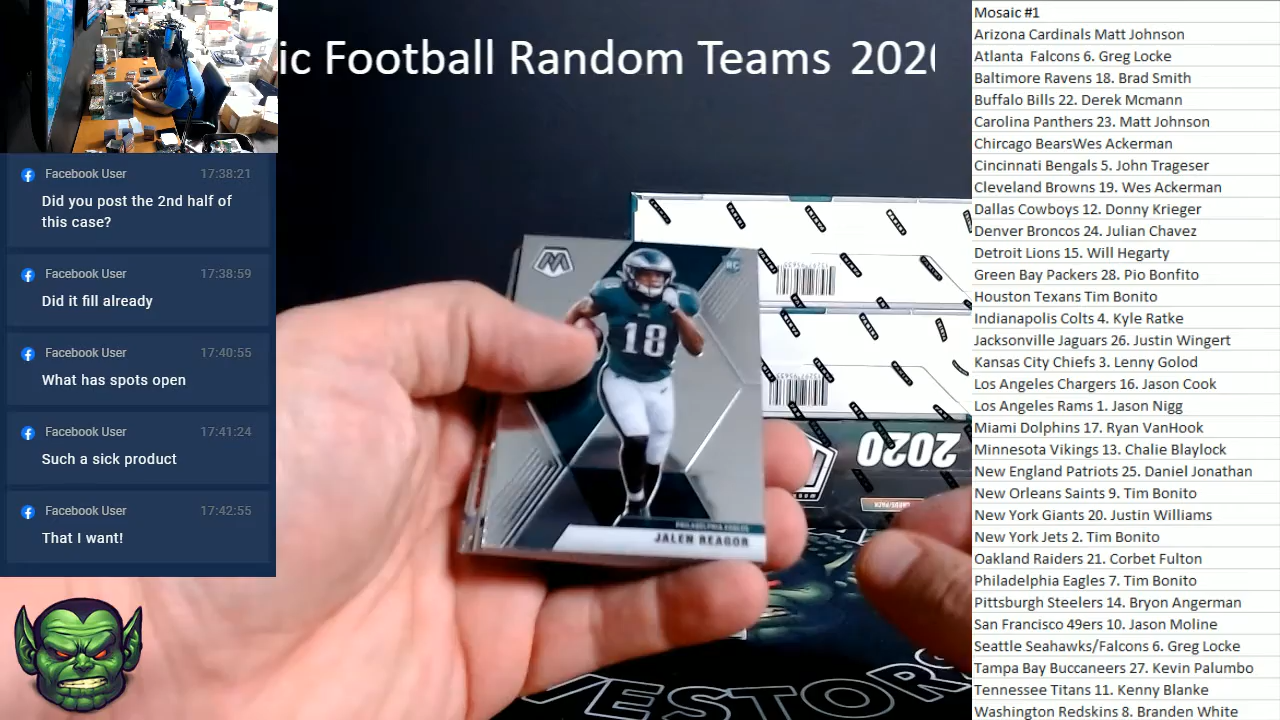 ic Football Random Teams 2020
Facebook User 17:38:21
Did you post the 2nd half of
this case?
Facebook User 17:38:59
Did it fill already
Facebook User 17:40:55
What has spots open
Facebook User 17:41:24
Such a sick product
Facebook User 17:42:55
That I want!
RC
18
PHILADELPHIA EAGLES
JALEN REAGOR
2020
VESTOR
Mosaic #1
Arizona Cardinals Matt Johnson
Atlanta  Falcons 6. Greg Locke
Baltimore Ravens 18. Brad Smith
Buffalo Bills 22. Derek Mcmann
Carolina Panthers 23. Matt Johnson
Chircago BearsWes Ackerman
Cincinnati Bengals 5. John Trageser
Cleveland Browns 19. Wes Ackerman
Dallas Cowboys 12. Donny Krieger
Denver Broncos 24. Julian Chavez
Detroit Lions 15. Will Hegarty
Green Bay Packers 28. Pio Bonfito
Houston Texans Tim Bonito
Indianapolis Colts 4. Kyle Ratke
Jacksonville Jaguars 26. Justin Wingert
Kansas City Chiefs 3. Lenny Golod
Los Angeles Chargers 16. Jason Cook
Los Angeles Rams 1. Jason Nigg
Miami Dolphins 17. Ryan VanHook
Minnesota Vikings 13. Chalie Blaylock
New England Patriots 25. Daniel Jonathan
New Orleans Saints 9. Tim Bonito
New York Giants 20. Justin Williams
New York Jets 2. Tim Bonito
Oakland Raiders 21. Corbet Fulton
Philadelphia Eagles 7. Tim Bonito
Pittsburgh Steelers 14. Bryon Angerman
San Francisco 49ers 10. Jason Moline
Seattle Seahawks/Falcons 6. Greg Locke
Tampa Bay Buccaneers 27. Kevin Palumbo
Tennessee Titans 11. Kenny Blanke
Washington Redskins 8. Branden White